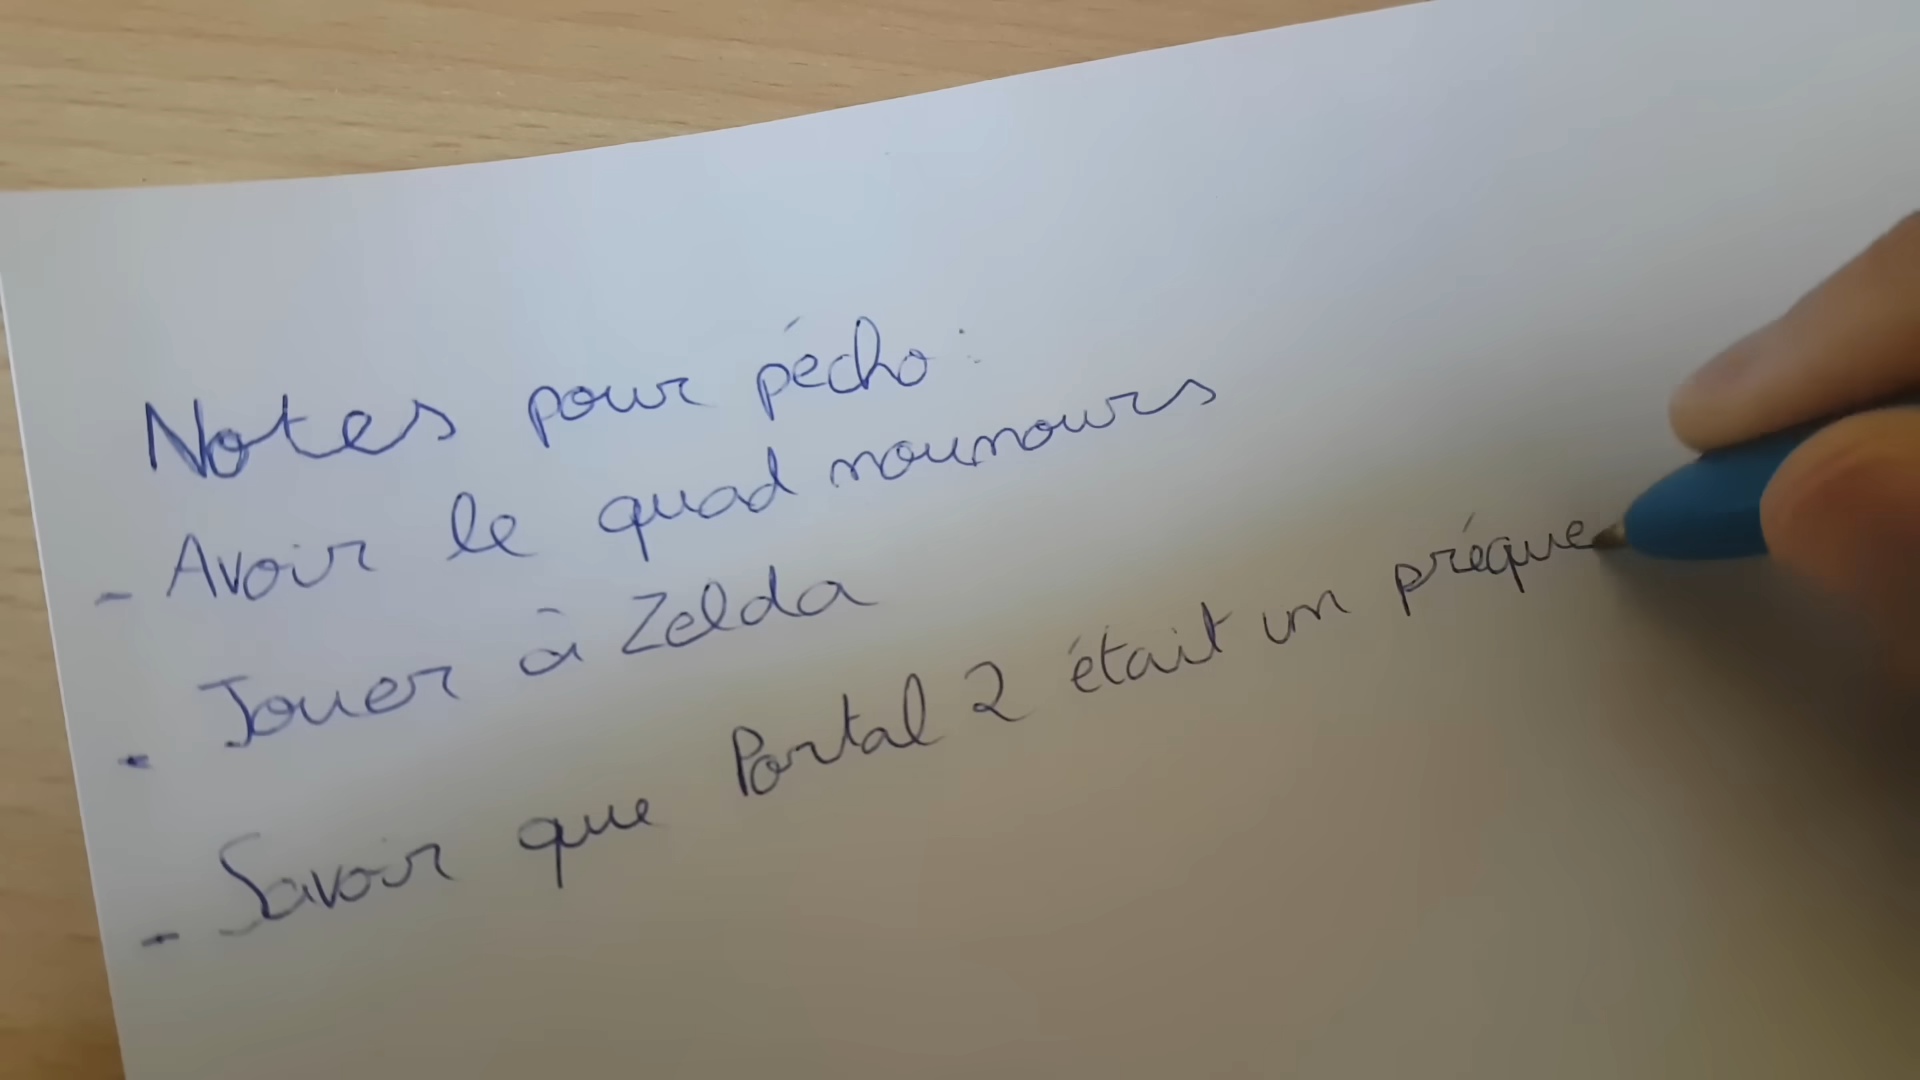 Notes pour pécho :
- Avoir le quad nounours
- Jouer à Zelda
- Savoir que Portal 2 était un préque